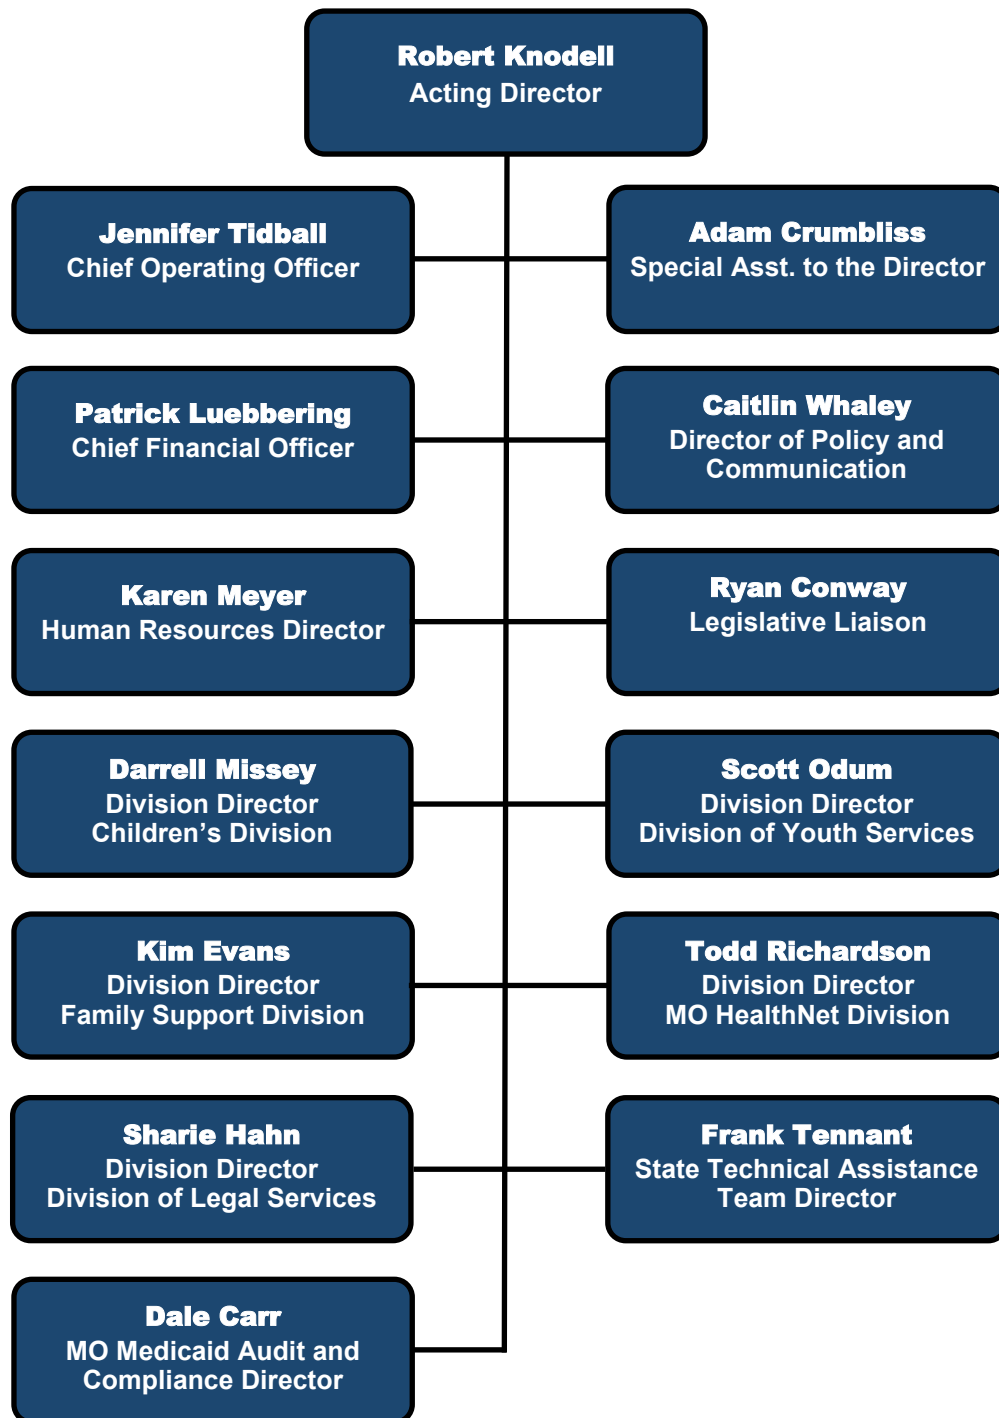 Robert Knodell
Acting Director
Jennifer Tidball
Chief Operating Officer
Adam Crumbliss
Special Asst. to the Director
Patrick Luebbering
Chief Financial Officer
Caitlin Whaley
Director of Policy and
Communication
Karen Meyer
Human Resources Director
Ryan Conway
Legislative Liaison
Darrell Missey
Division Director
Children’s Division
Scott Odum
Division Director
Division of Youth Services
Kim Evans
Division Director
Family Support Division
Todd Richardson
Division Director
MO HealthNet Division
Sharie Hahn
Division Director
Division of Legal Services
Frank Tennant
State Technical Assistance
Team Director
Dale Carr
MO Medicaid Audit and
Compliance Director